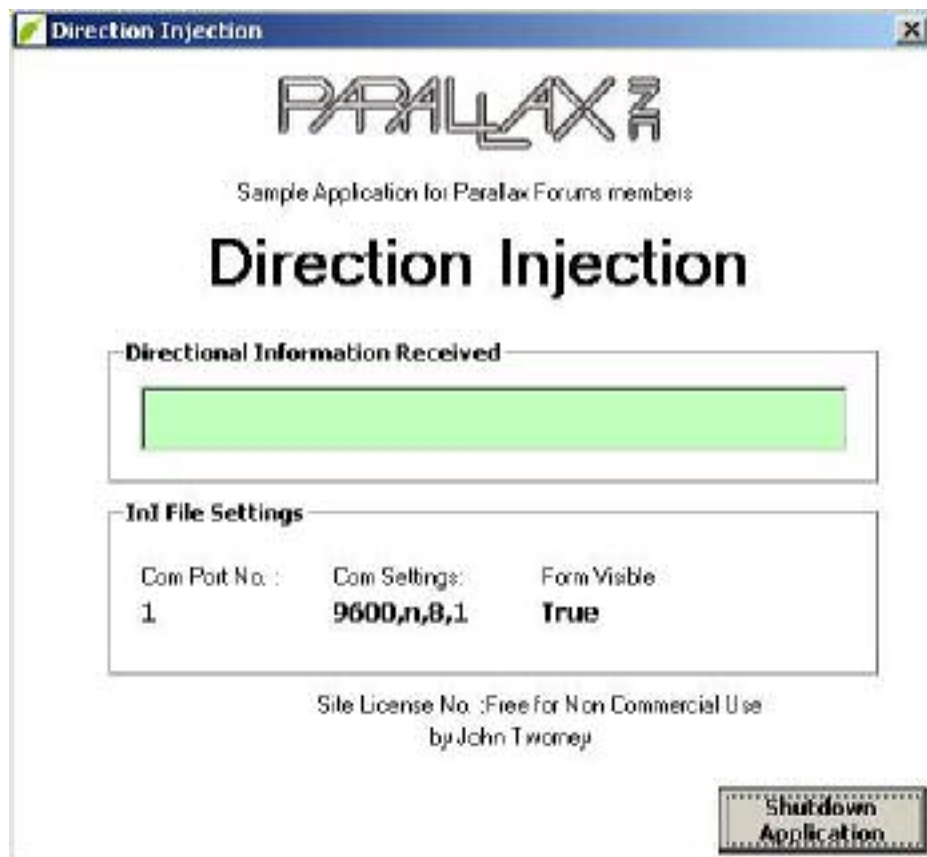 Direction Injection
PARALLAX INC
Sample Application for Parallax Forums members
Direction Injection
Directional Information Received
InI File Settings
Com Port No. : Com Settings: Form Visible
1 9600,n,8,1 True
Site License No. :Free for Non Commercial Use
by John Twomey
Shutdown
Application